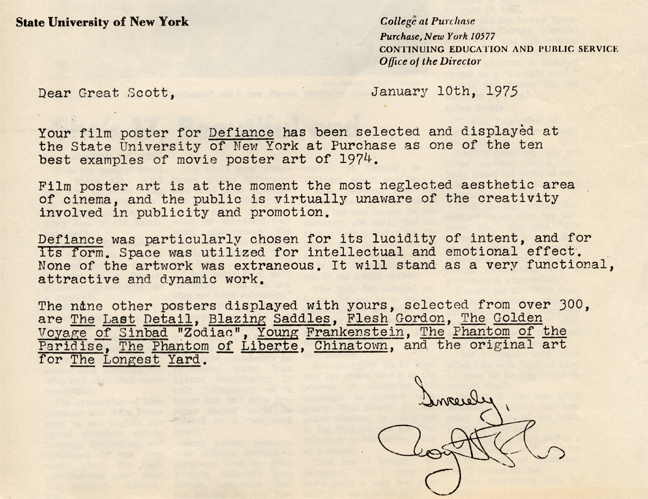 State University of New York
College at Purchase
Purchase, New York 10577
CONTINUING EDUCATION AND PUBLIC SERVICE
Office of the Director
Dear Great Scott,
January 10th, 1975
Your film poster for Defiance has been selected and displayed at
the State University of New York at Purchase as one of the ten
best examples of movie poster art of 1974.
Film poster art is at the moment the most neglected aesthetic area
of cinema, and the public is virtually unaware of the creativity
involved in publicity and promotion.
Defiance was particularly chosen for its lucidity of intent, and for
its form. Space was utilized for intellectual and emotional effect.
None of the artwork was extraneous. It will stand as a very functional,
attractive and dynamic work.
The nine other posters displayed with yours, selected from over 300,
are The Last Detail, Blazing Saddles, Flesh Gordon, The Golden
Voyage of Sinbad "Zodiac", Young Frankenstein, The Phantom of the
Paridise, The Phantom of Liberte, Chinatown, and the original art
for The Longest Yard.
Sincerely,